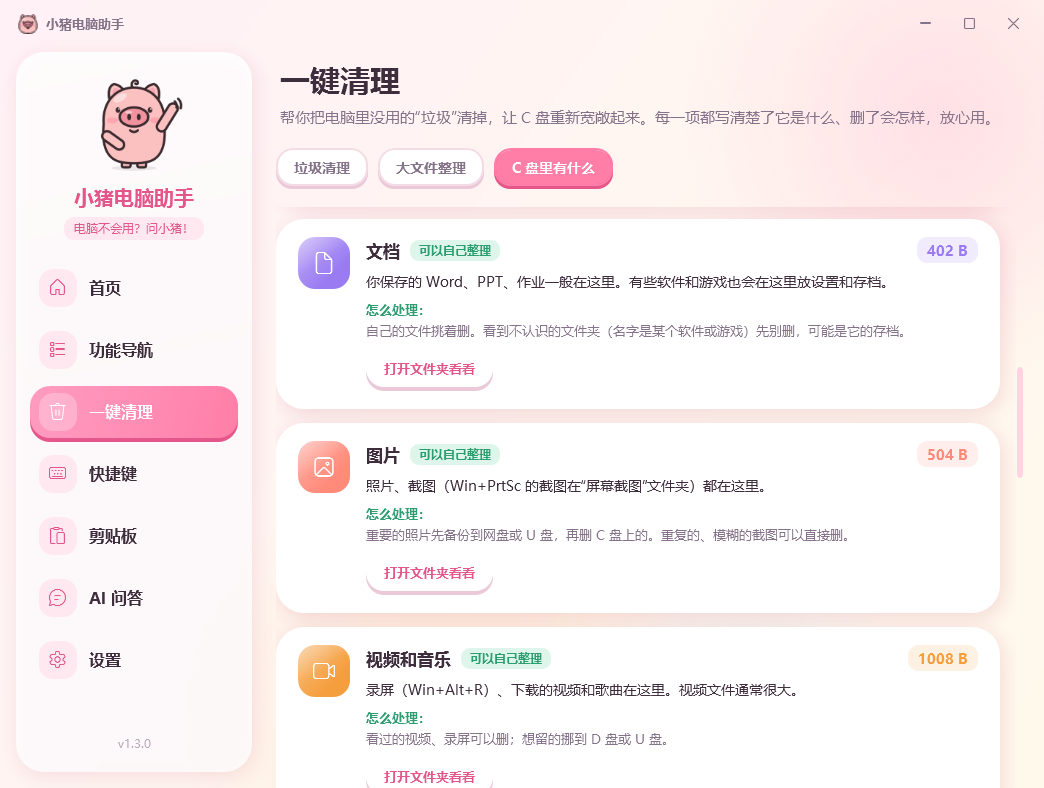 小猪电脑助手
小猪电脑助手
电脑不会用？问小猪！
首页
功能导航
一键清理
快捷键
剪贴板
AI 问答
设置
v1.3.0
一键清理
帮你把电脑里没用的“垃圾”清掉，让 C 盘重新宽敞起来。每一项都写清楚了它是什么、删了会怎样，放心用。
垃圾清理
大文件整理
C 盘里有什么
文档 可以自己整理 402 B
你保存的 Word、PPT、作业一般在这里。有些软件和游戏也会在这里放设置和存档。
怎么处理：
自己的文件挑着删。看到不认识的文件夹（名字是某个软件或游戏）先别删，可能是它的存档。
打开文件夹看看
图片 可以自己整理 504 B
照片、截图（Win+PrtSc 的截图在“屏幕截图”文件夹）都在这里。
怎么处理：
重要的照片先备份到网盘或 U 盘，再删 C 盘上的。重复的、模糊的截图可以直接删。
打开文件夹看看
视频和音乐 可以自己整理 1008 B
录屏（Win+Alt+R）、下载的视频和歌曲在这里。视频文件通常很大。
怎么处理：
看过的视频、录屏可以删；想留的挪到 D 盘或 U 盘。
打开文件夹看看